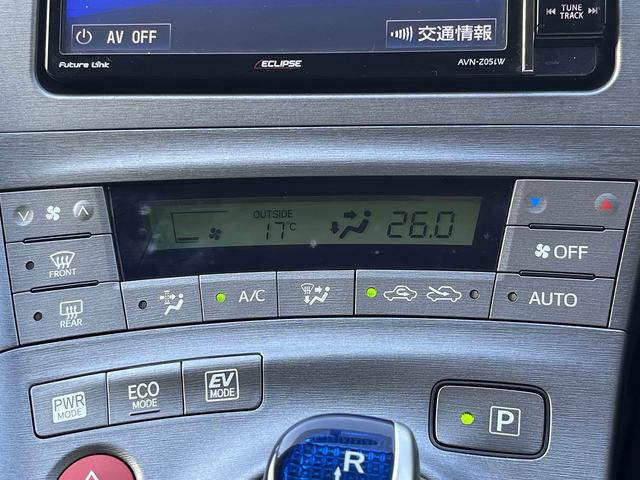 AV OFF
交通情報
TUNE
TRACK
Future Link
ECLIPSE
AVN-Z05iW
OUTSIDE
17°C
26.0
FRONT
OFF
REAR
A/C
AUTO
PWR
MODE
ECO
MODE
EV
MODE
P
R